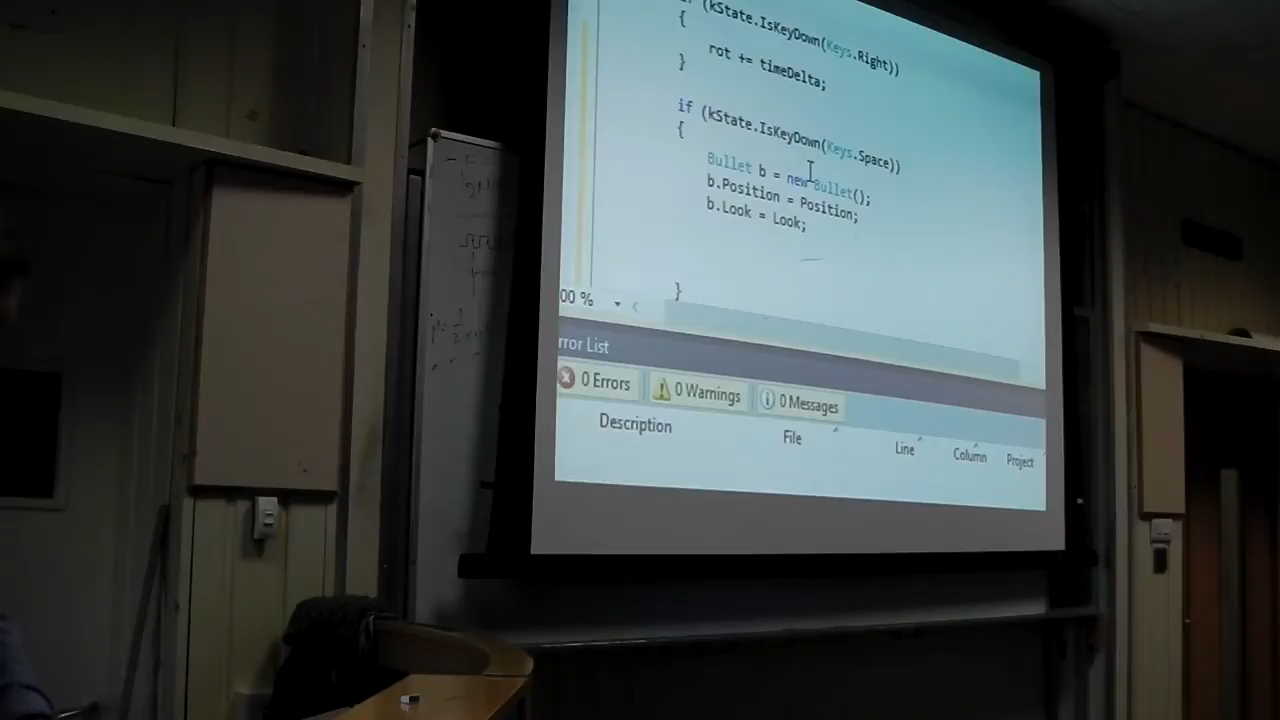 if (kState.IsKeyDown(Keys.Right))
{
rot += timeDelta;
}
if (kState.IsKeyDown(Keys.Space))
{
Bullet b = new Bullet();
b.Position = Position;
b.Look = Look;
}
00 %
rror List
0 Errors 0 Warnings 0 Messages
Description File Line Column Project